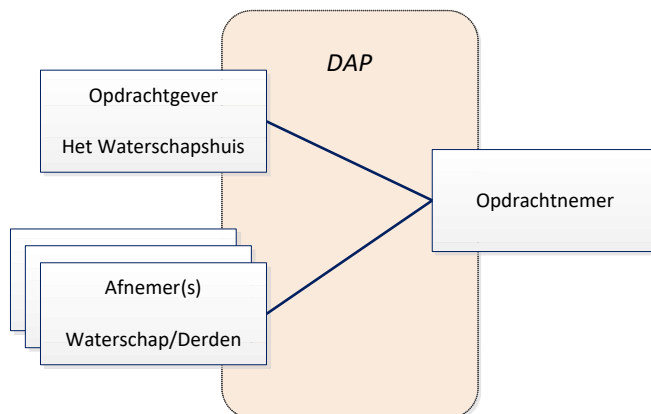 DAP
Opdrachtgever
Het Waterschapshuis
Opdrachtnemer
Afnemer(s)
Waterschap/Derden